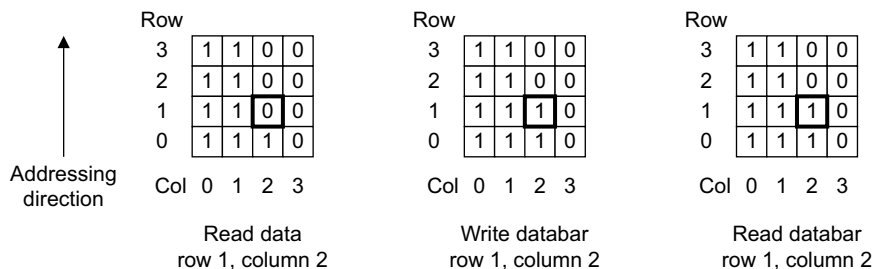 Row Row Row
3 1 1 0 0 3 1 1 0 0 3 1 1 0 0
2 1 1 0 0 2 1 1 0 0 2 1 1 0 0
1 1 1 0 0 1 1 1 1 0 1 1 1 1 0
0 1 1 1 0 0 1 1 1 0 0 1 1 1 0
Addressing
direction
Col 0 1 2 3 Col 0 1 2 3 Col 0 1 2 3
Read data Write databar Read databar
row 1, column 2 row 1, column 2 row 1, column 2